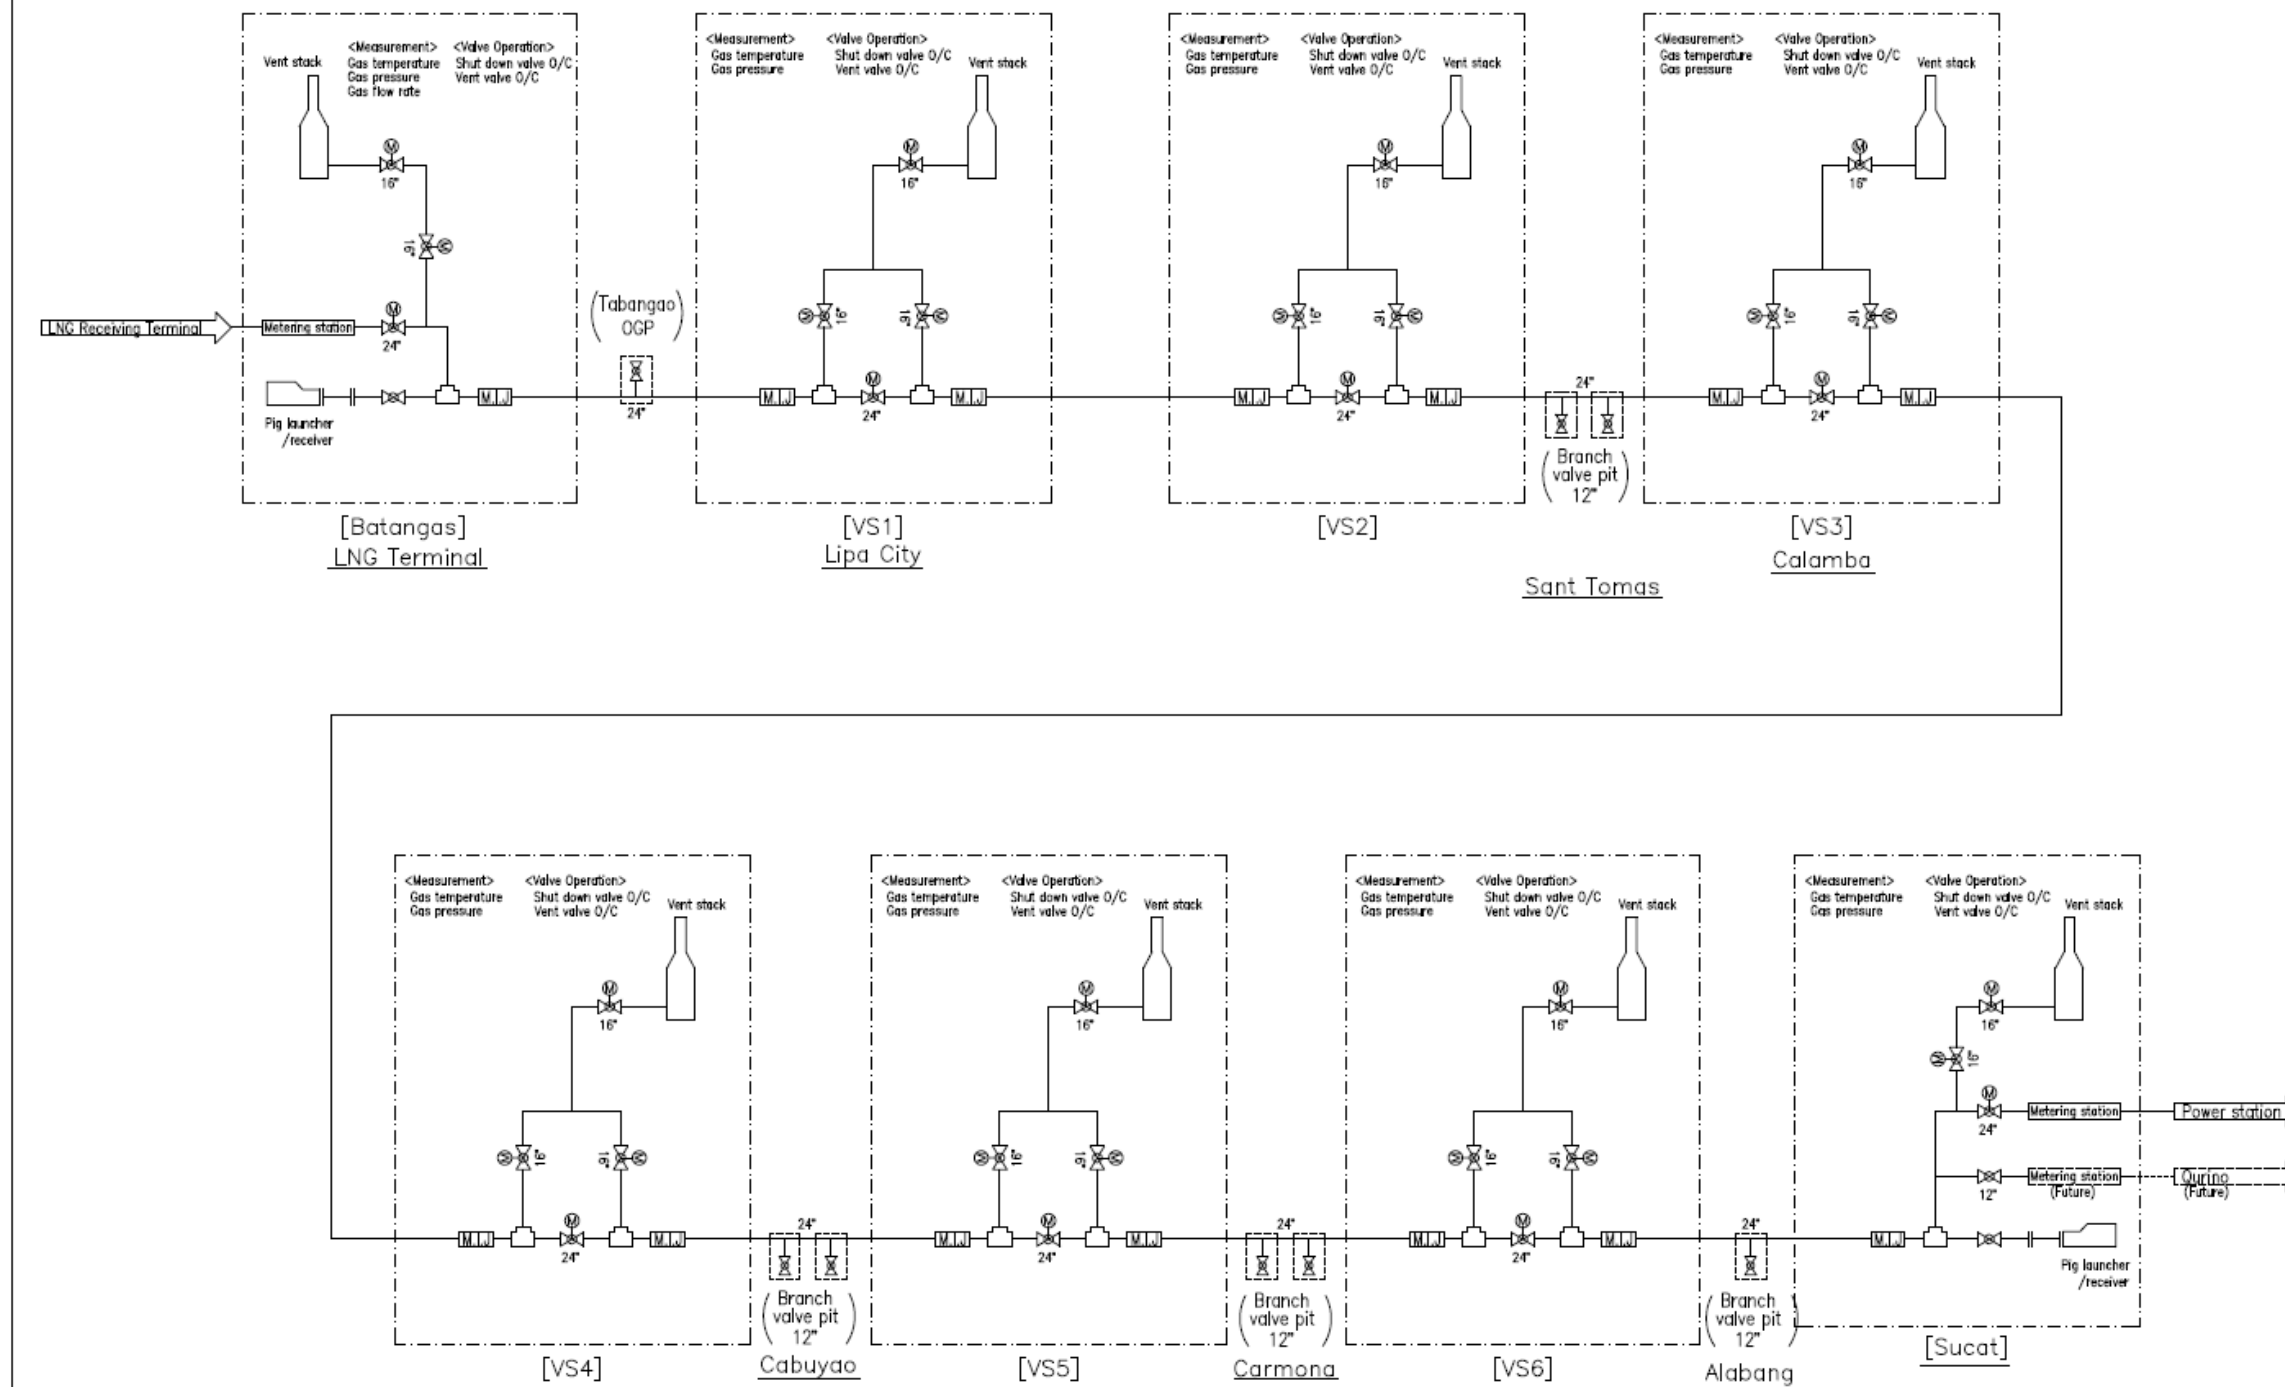 Vent stack
<Measurement>
Gas temperature
Gas pressure
Gas flow rate
<Valve Operation>
Shut down valve O/C
Vent valve O/C
M
16"
M
16"
LNG Receiving Terminal
Metering station
M
24"
Pig launcher
/receiver
M.I.J
[Batangas]
LNG Terminal
(Tabangao
OGP)
24"
<Measurement>
Gas temperature
Gas pressure
<Valve Operation>
Shut down valve O/C
Vent valve O/C
Vent stack
M
16"
M
16"
16"
M
M.I.J
M
24"
M.I.J
[VS1]
Lipa City
<Measurement>
Gas temperature
Gas pressure
<Valve Operation>
Shut down valve O/C
Vent valve O/C
Vent stack
M
16"
M
16"
16"
M
M.I.J
M
24"
M.I.J
[VS2]
24"
(Branch
valve pit
12")
Sant Tomas
<Measurement>
Gas temperature
Gas pressure
<Valve Operation>
Shut down valve O/C
Vent valve O/C
Vent stack
M
16"
M
16"
16"
M
M.I.J
M
24"
M.I.J
[VS3]
Calamba
<Measurement>
Gas temperature
Gas pressure
<Valve Operation>
Shut down valve O/C
Vent valve O/C
Vent stack
M
16"
M
16"
16"
M
M.I.J
M
24"
M.I.J
[VS4]
24"
(Branch
valve pit
12")
Cabuyao
<Measurement>
Gas temperature
Gas pressure
<Valve Operation>
Shut down valve O/C
Vent valve O/C
Vent stack
M
16"
M
16"
16"
M
M.I.J
M
24"
M.I.J
[VS5]
24"
(Branch
valve pit
12")
Carmona
<Measurement>
Gas temperature
Gas pressure
<Valve Operation>
Shut down valve O/C
Vent valve O/C
Vent stack
M
16"
M
16"
16"
M
M.I.J
M
24"
M.I.J
[VS6]
24"
(Branch
valve pit
12")
Alabang
<Measurement>
Gas temperature
Gas pressure
<Valve Operation>
Shut down valve O/C
Vent valve O/C
Vent stack
M
16"
M
16"
M
24"
Metering station
Power station
12"
Metering station
(Future)
Qurino
(Future)
M.I.J
Pig launcher
/receiver
[Sucat]